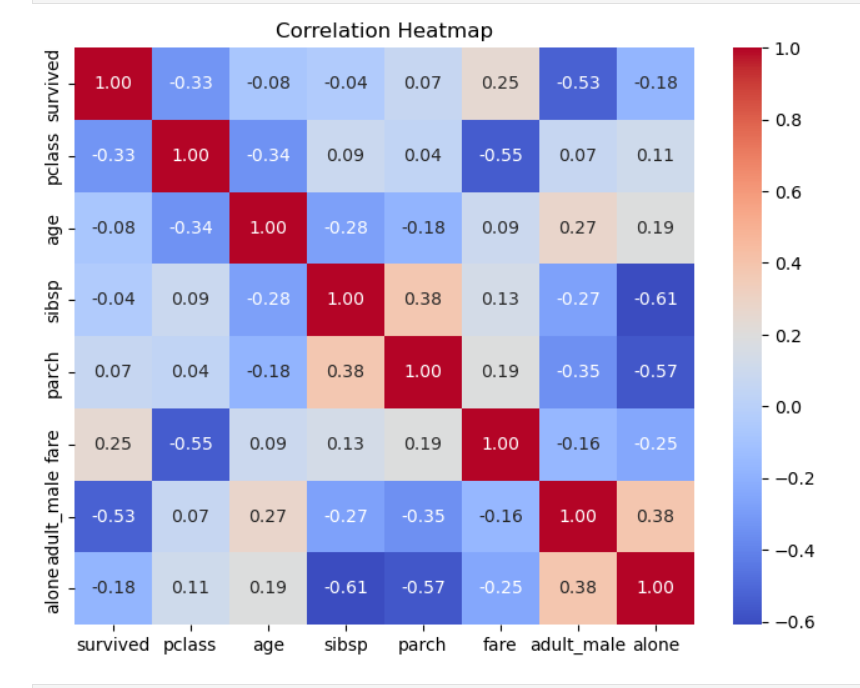 Correlation Heatmap
survived 1.00 -0.33 -0.08 -0.04 0.07 0.25 -0.53 -0.18
pclass -0.33 1.00 -0.34 0.09 0.04 -0.55 0.07 0.11
age -0.08 -0.34 1.00 -0.28 -0.18 0.09 0.27 0.19
sibsp -0.04 0.09 -0.28 1.00 0.38 0.13 -0.27 -0.61
parch 0.07 0.04 -0.18 0.38 1.00 0.19 -0.35 -0.57
fare 0.25 -0.55 0.09 0.13 0.19 1.00 -0.16 -0.25
adult_male -0.53 0.07 0.27 -0.27 -0.35 -0.16 1.00 0.38
alone -0.18 0.11 0.19 -0.61 -0.57 -0.25 0.38 1.00
survived pclass age sibsp parch fare adult_male alone
1.0
0.8
0.6
0.4
0.2
0.0
−0.2
−0.4
−0.6